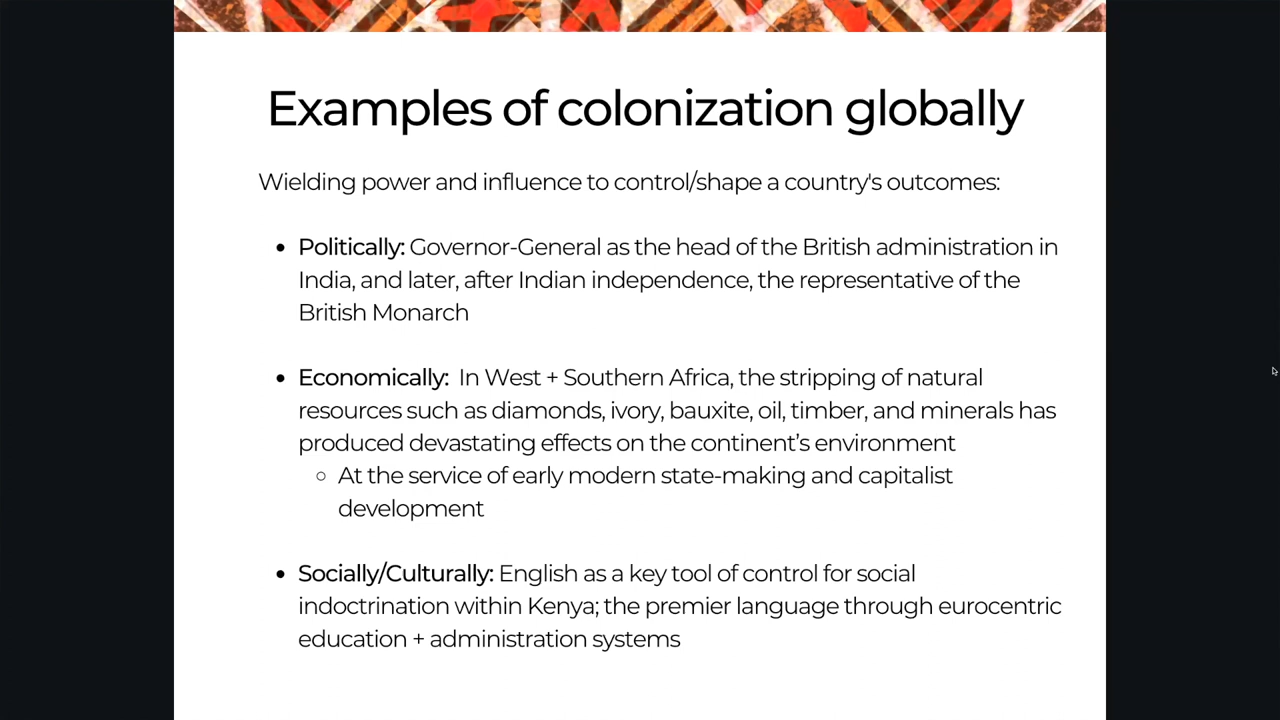 Examples of colonization globally
Wielding power and influence to control/shape a country's outcomes:
• Politically: Governor-General as the head of the British administration in
India, and later, after Indian independence, the representative of the
British Monarch
• Economically:  In West + Southern Africa, the stripping of natural
resources such as diamonds, ivory, bauxite, oil, timber, and minerals has
produced devastating effects on the continent’s environment
○ At the service of early modern state-making and capitalist
development
• Socially/Culturally: English as a key tool of control for social
indoctrination within Kenya; the premier language through eurocentric
education + administration systems